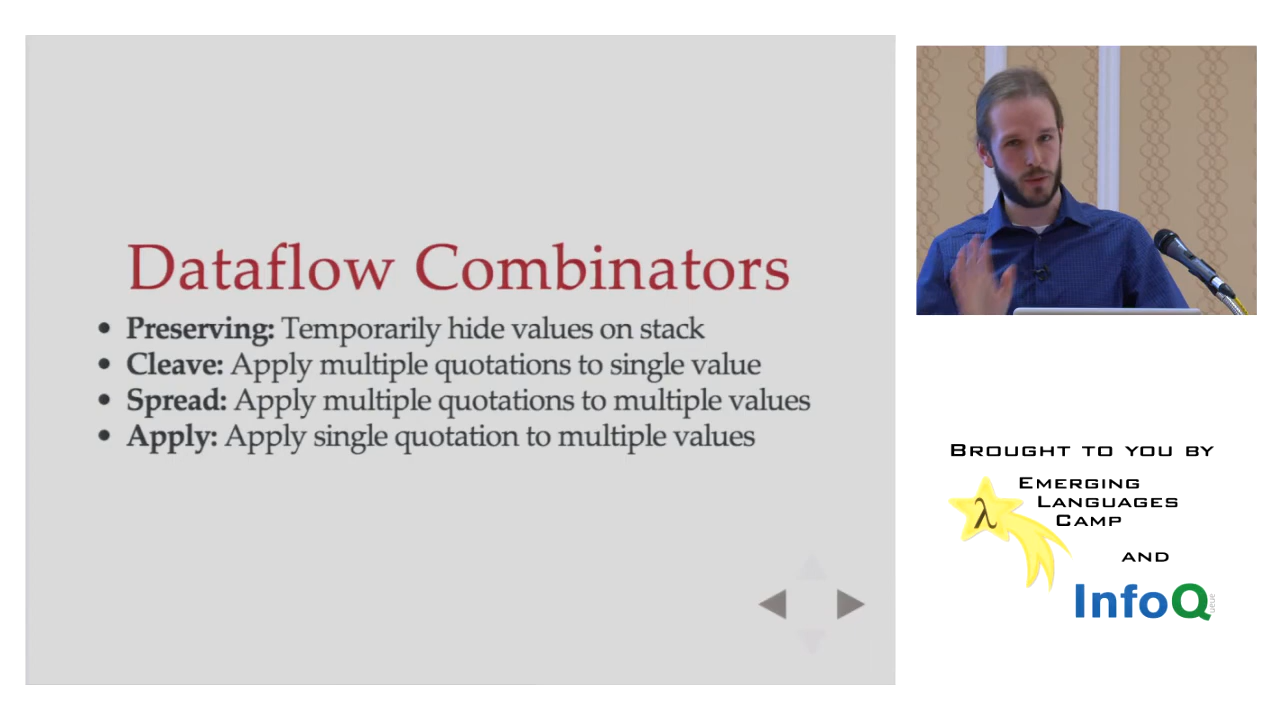 Dataflow Combinators
• Preserving: Temporarily hide values on stack
• Cleave: Apply multiple quotations to single value
• Spread: Apply multiple quotations to multiple values
• Apply: Apply single quotation to multiple values
BROUGHT TO YOU BY
EMERGING
LANGUAGES
CAMP
λ
AND
InfoQ
ueue